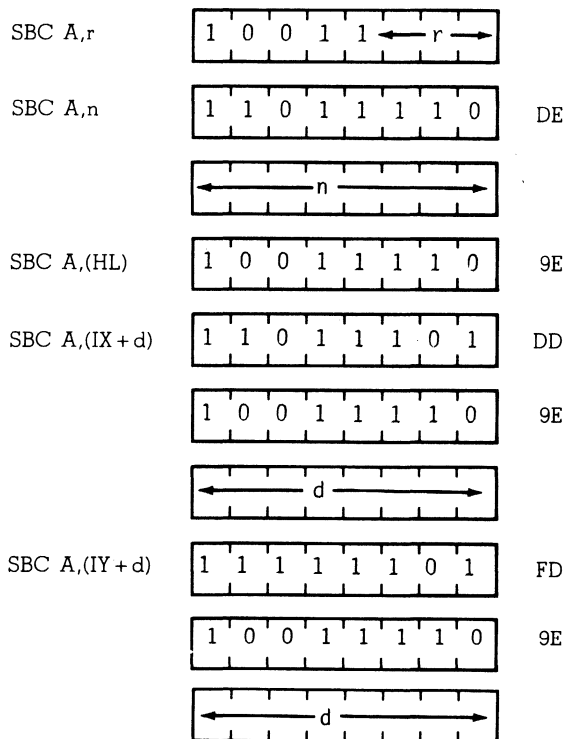 SBC A,r 1 0 0 1 1 r
SBC A,n 1 1 0 1 1 1 1 0 DE
n
SBC A,(HL) 1 0 0 1 1 1 1 0 9E
SBC A,(IX + d) 1 1 0 1 1 1 0 1 DD
1 0 0 1 1 1 1 0 9E
d
SBC A,(IY + d) 1 1 1 1 1 1 0 1 FD
1 0 0 1 1 1 1 0 9E
d